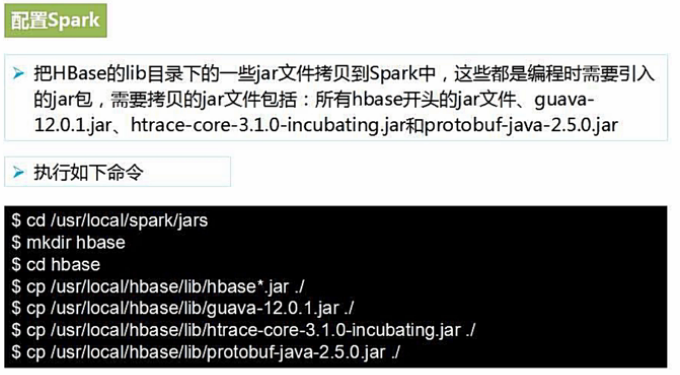 配置Spark
➢ 把HBase的lib目录下的一些jar文件拷贝到Spark中，这些都是编程时需要引入
的jar包，需要拷贝的jar文件包括：所有hbase开头的jar文件、guava-
12.0.1.jar、htrace-core-3.1.0-incubating.jar和protobuf-java-2.5.0.jar
➢ 执行如下命令
$ cd /usr/local/spark/jars
$ mkdir hbase
$ cd hbase
$ cp /usr/local/hbase/lib/hbase*.jar ./
$ cp /usr/local/hbase/lib/guava-12.0.1.jar ./
$ cp /usr/local/hbase/lib/htrace-core-3.1.0-incubating.jar ./
$ cp /usr/local/hbase/lib/protobuf-java-2.5.0.jar ./